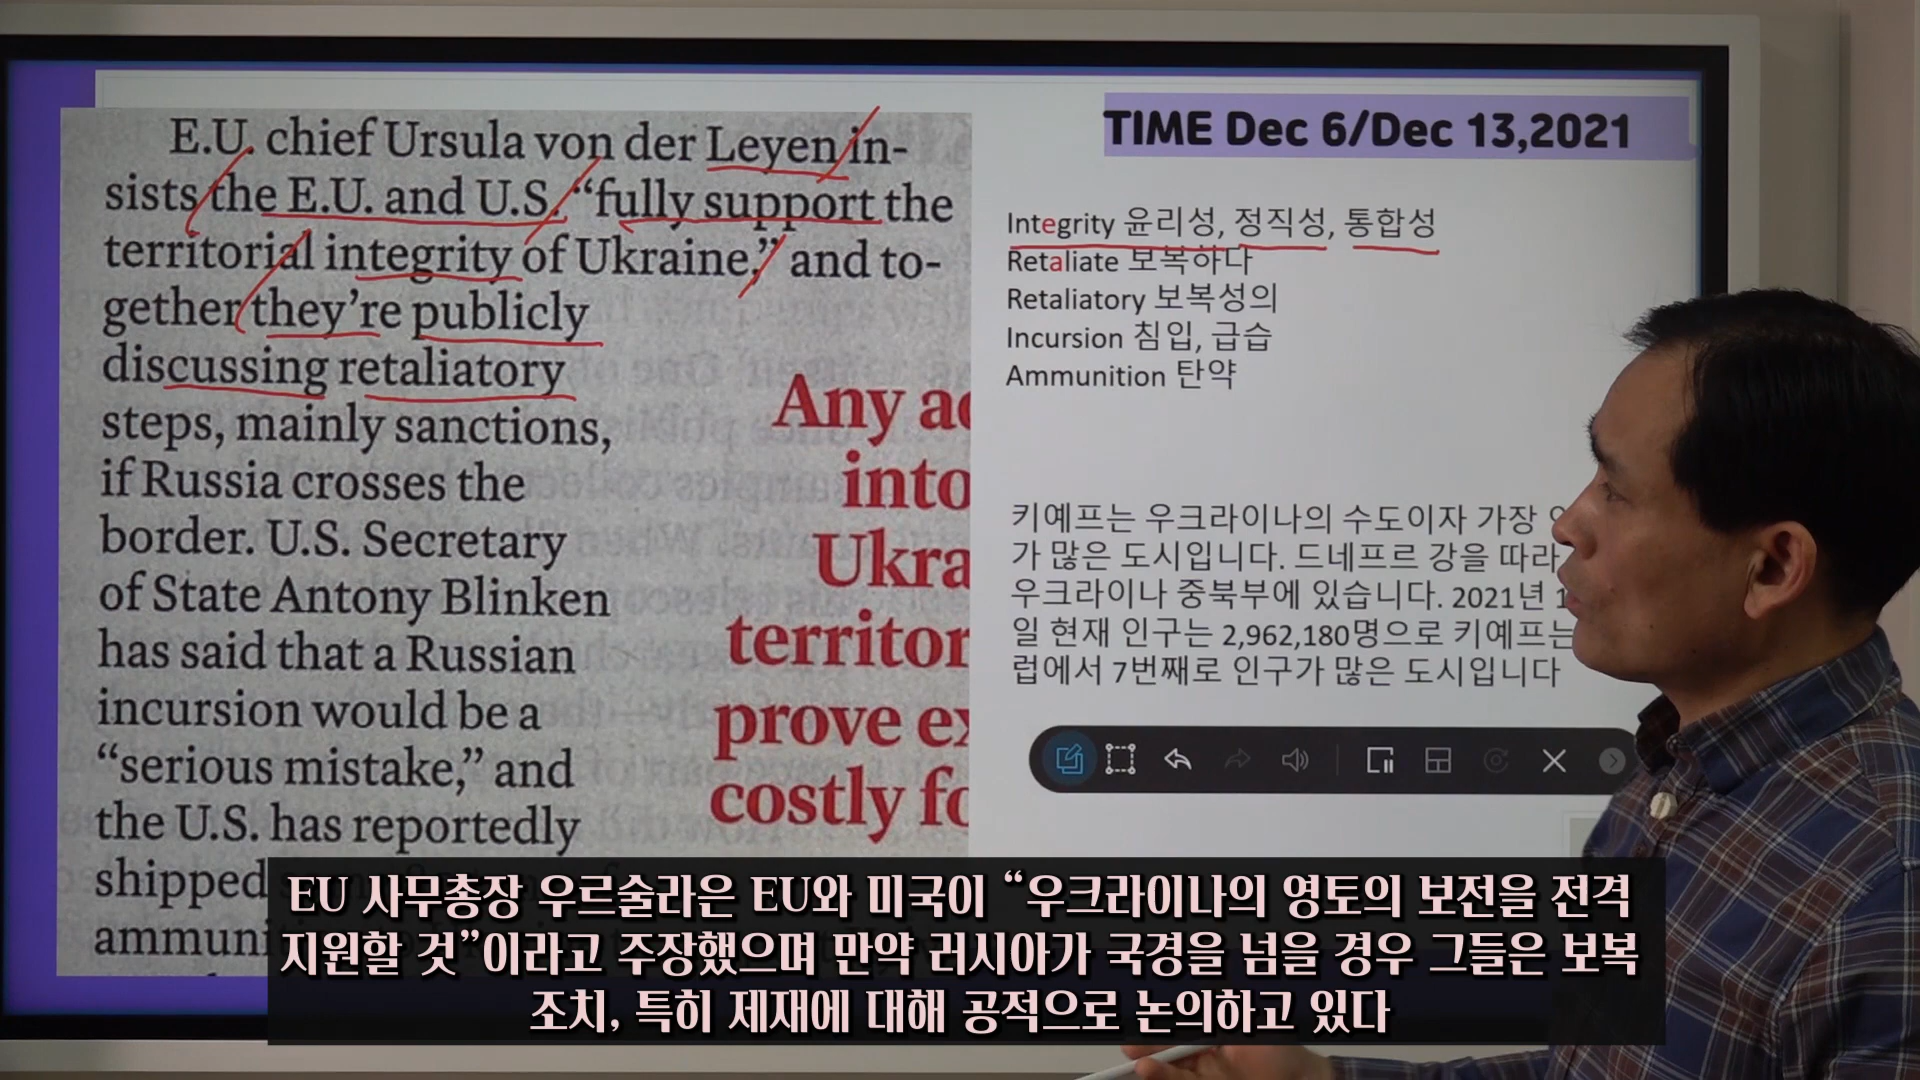 E.U. chief Ursula von der Leyen in-
sists the E.U. and U.S. “fully support the
territorial integrity of Ukraine,” and to-
gether they’re publicly
discussing retaliatory
steps, mainly sanctions,
if Russia crosses the
border. U.S. Secretary
of State Antony Blinken
has said that a Russian
incursion would be a
“serious mistake,” and
the U.S. has reportedly
shipped
ammuni
Any ac
into
Ukra
territor
prove ex
costly fo
TIME Dec 6/Dec 13,2021
Integrity 윤리성, 정직성, 통합성
Retaliate 보복하다
Retaliatory 보복성의
Incursion 침입, 급습
Ammunition 탄약
키예프는 우크라이나의 수도이자 가장
가 많은 도시입니다. 드네프르 강을 따라
우크라이나 중북부에 있습니다. 2021년 1
일 현재 인구는 2,962,180명으로 키예프는
럽에서 7번째로 인구가 많은 도시입니다
EU 사무총장 우르술라은 EU와 미국이 “우크라이나의 영토의 보전을 전격
지원할 것”이라고 주장했으며 만약 러시아가 국경을 넘을 경우 그들은 보복
조치, 특히 제재에 대해 공적으로 논의하고 있다